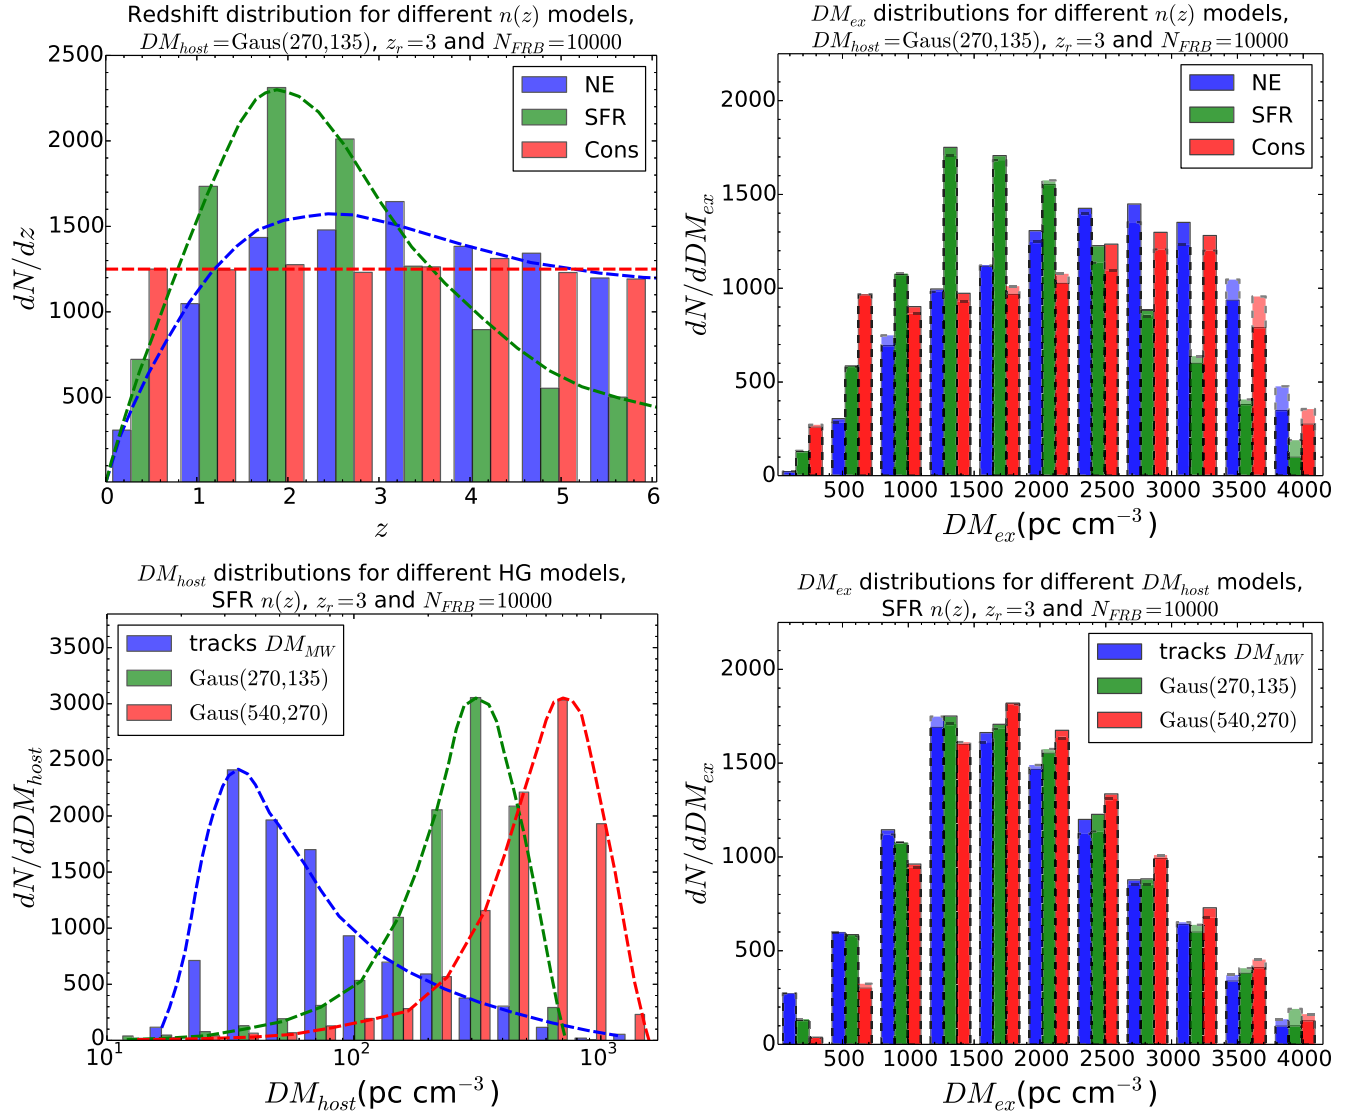 Redshift distribution for different n(z) models,
DM_host=Gaus(270,135), z_r=3 and N_FRB=10000
2500
2000
1500
1000
500
0 1 2 3 4 5 6
dN/dz
z
NE
SFR
Cons
DM_ex distributions for different n(z) models,
DM_host=Gaus(270,135), z_r=3 and N_FRB=10000
2000
1500
1000
500
0
500 1000 1500 2000 2500 3000 3500 4000
dN/dDM_ex
DM_ex(pc cm^−3)
NE
SFR
Cons
DM_host distributions for different HG models,
SFR n(z), z_r=3 and N_FRB=10000
3500
3000
2500
2000
1500
1000
500
0
10^1 10^2 10^3
dN/dDM_host
DM_host(pc cm^−3)
tracks DM_MW
Gaus(270,135)
Gaus(540,270)
DM_ex distributions for different DM_host models,
SFR n(z), z_r=3 and N_FRB=10000
2000
1500
1000
500
0
500 1000 1500 2000 2500 3000 3500 4000
dN/dDM_ex
DM_ex(pc cm^−3)
tracks DM_MW
Gaus(270,135)
Gaus(540,270)